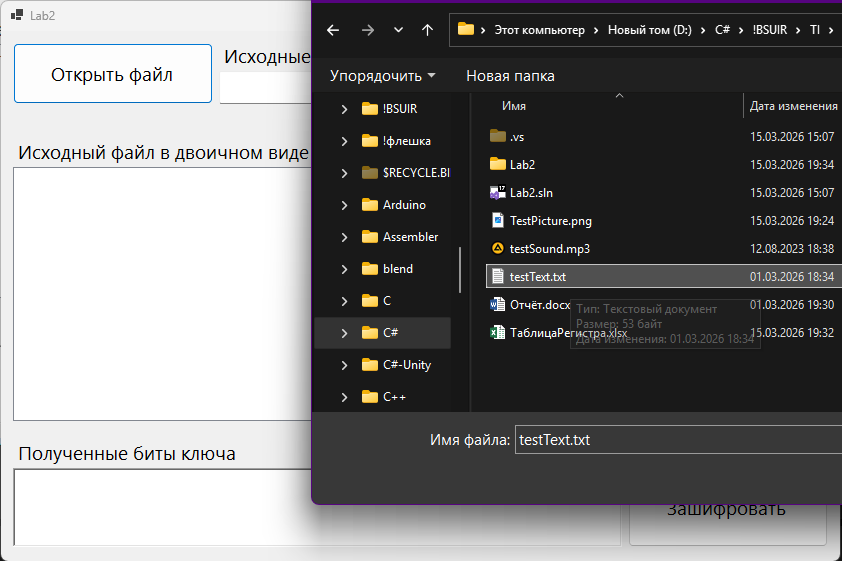 Lab2
Открыть файл
Исходные
Исходный файл в двоичном виде
Полученные биты ключа
Зашифровать
Этот компьютер > Новый том (D:) > C# > !BSUIR > TI >
Упорядочить
Новая папка
!BSUIR
!флешка
$RECYCLE.BI
Arduino
Assembler
blend
C
C#
C#-Unity
C++
Имя
Дата изменения
.vs
15.03.2026 15:07
Lab2
15.03.2026 19:34
Lab2.sln
15.03.2026 15:07
TestPicture.png
15.03.2026 19:24
testSound.mp3
12.08.2023 18:38
testText.txt
01.03.2026 18:34
Отчёт.docx
01.03.2026 19:30
ТаблицаРегистра.xlsx
15.03.2026 19:32
Тип: Текстовый документ
Размер: 53 байт
Дата изменения: 01.03.2026 18:34
Имя файла:
testText.txt